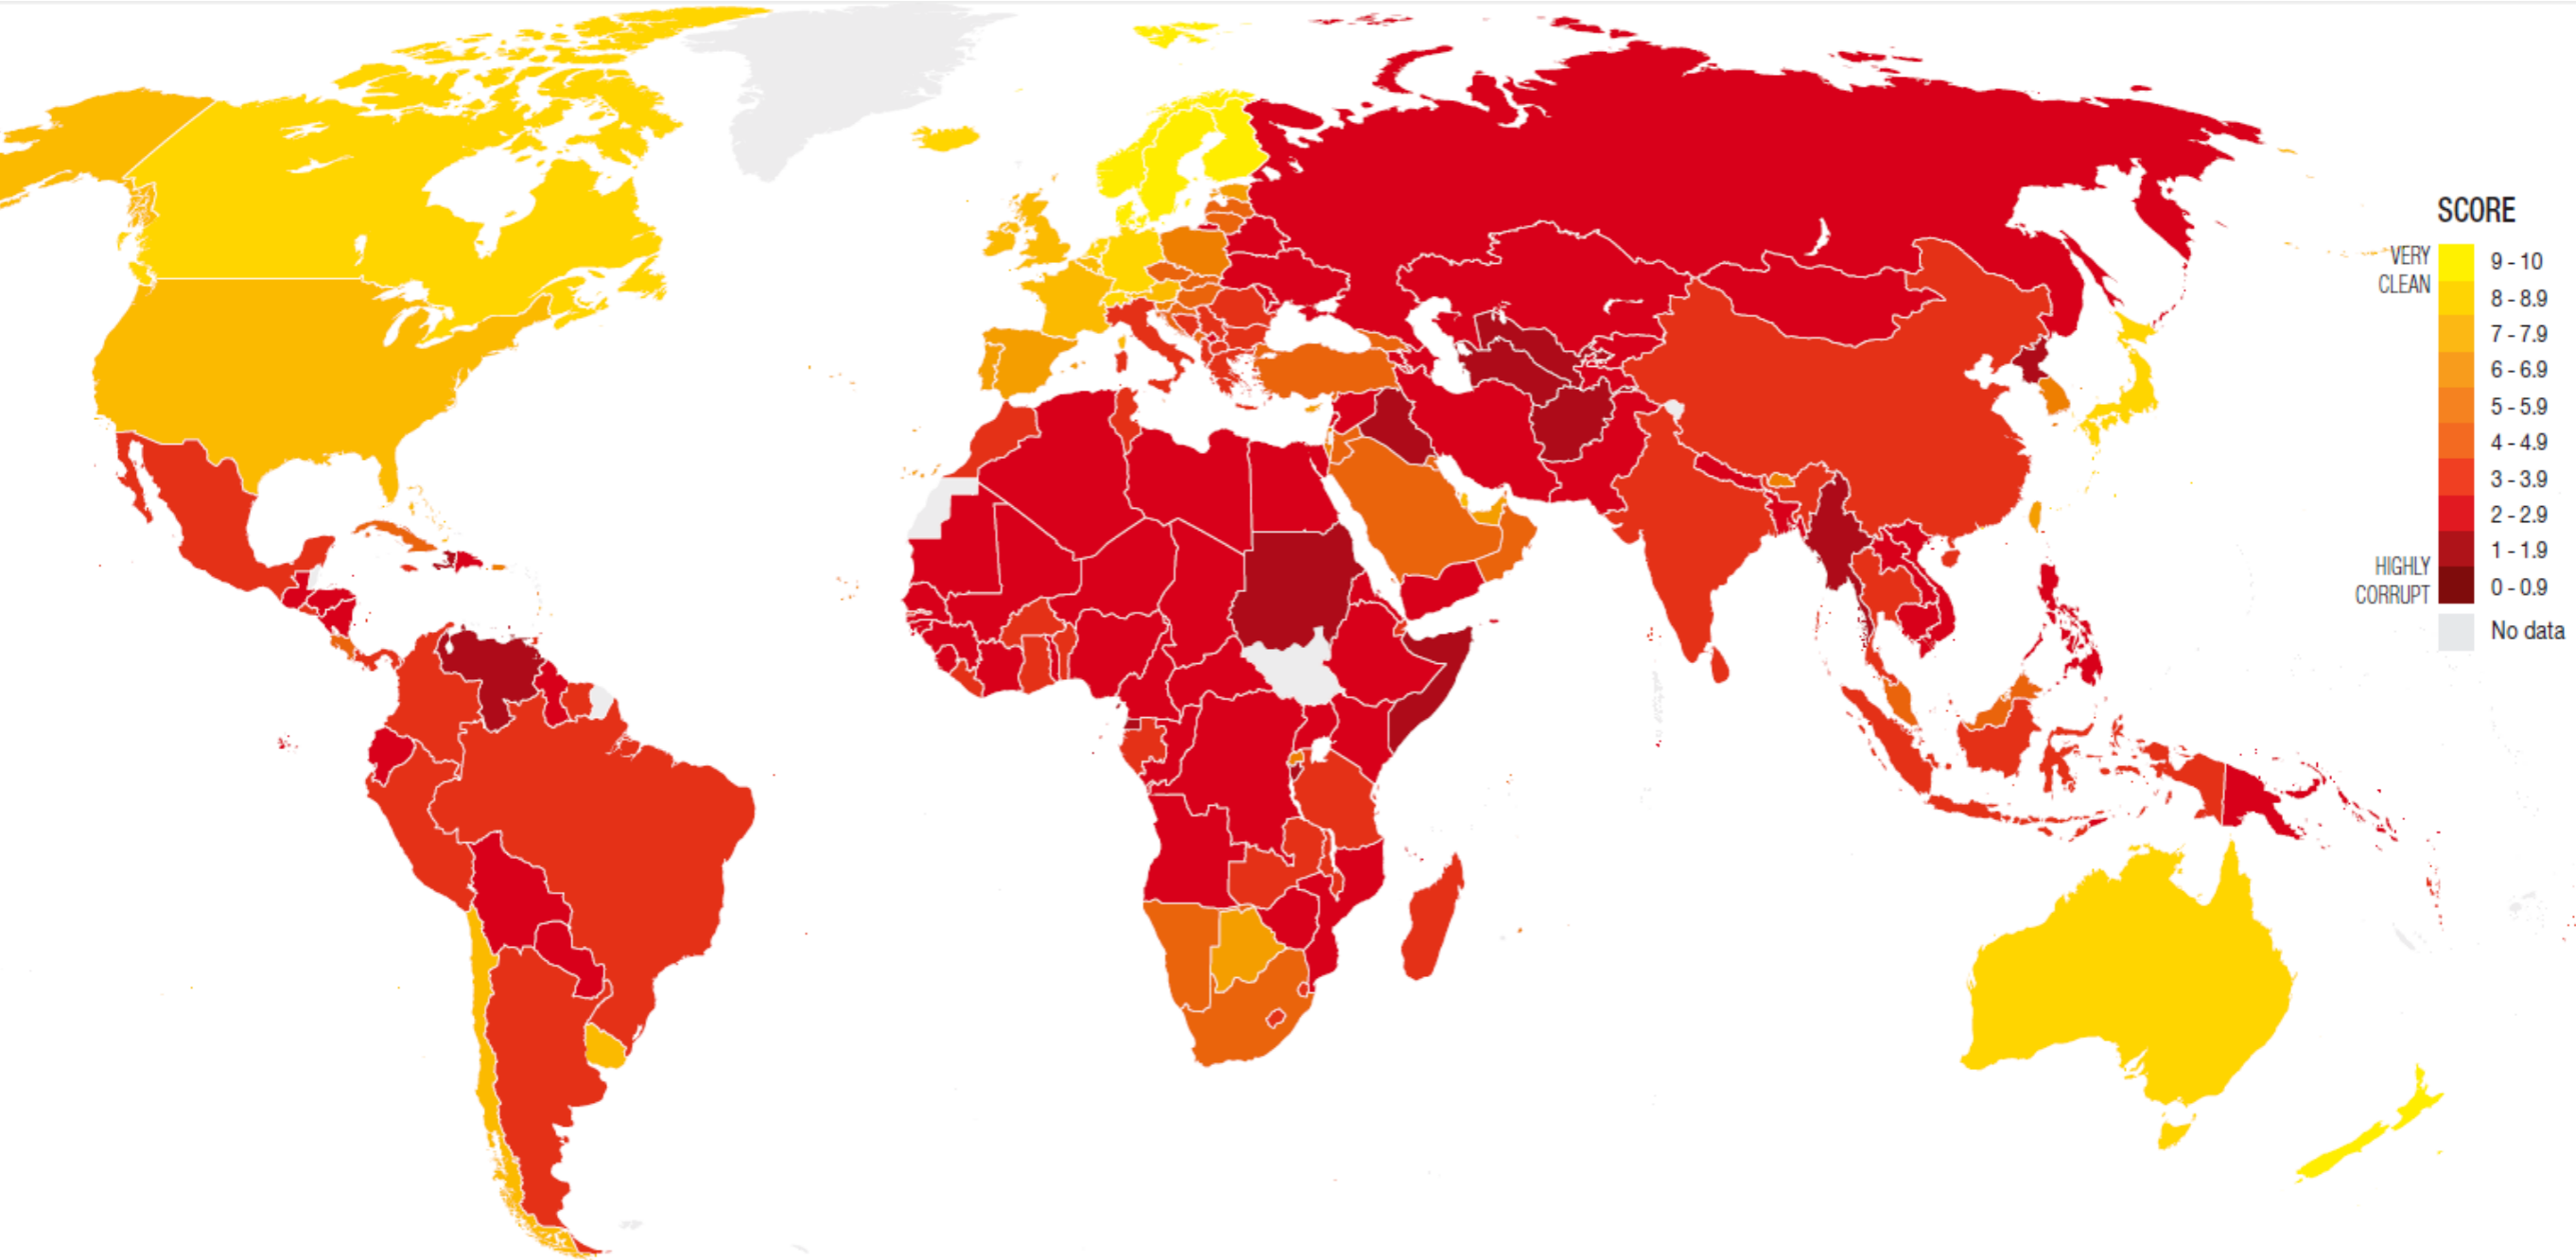 SCORE
VERY
CLEAN
9 - 10
8 - 8.9
7 - 7.9
6 - 6.9
5 - 5.9
4 - 4.9
3 - 3.9
2 - 2.9
HIGHLY
CORRUPT
1 - 1.9
0 - 0.9
No data